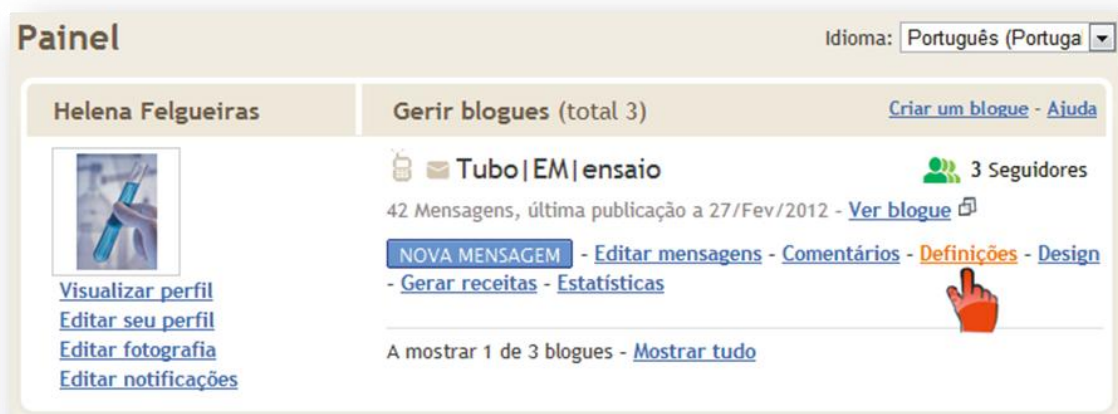 Painel
Idioma: Português (Portuga
Helena Felgueiras
Gerir blogues (total 3)
Criar um blogue - Ajuda
Tubo|EM|ensaio
3 Seguidores
42 Mensagens, última publicação a 27/Fev/2012 - Ver blogue
NOVA MENSAGEM - Editar mensagens - Comentários - Definições - Design
- Gerar receitas - Estatísticas
Visualizar perfil
Editar seu perfil
Editar fotografia
Editar notificações
A mostrar 1 de 3 blogues - Mostrar tudo